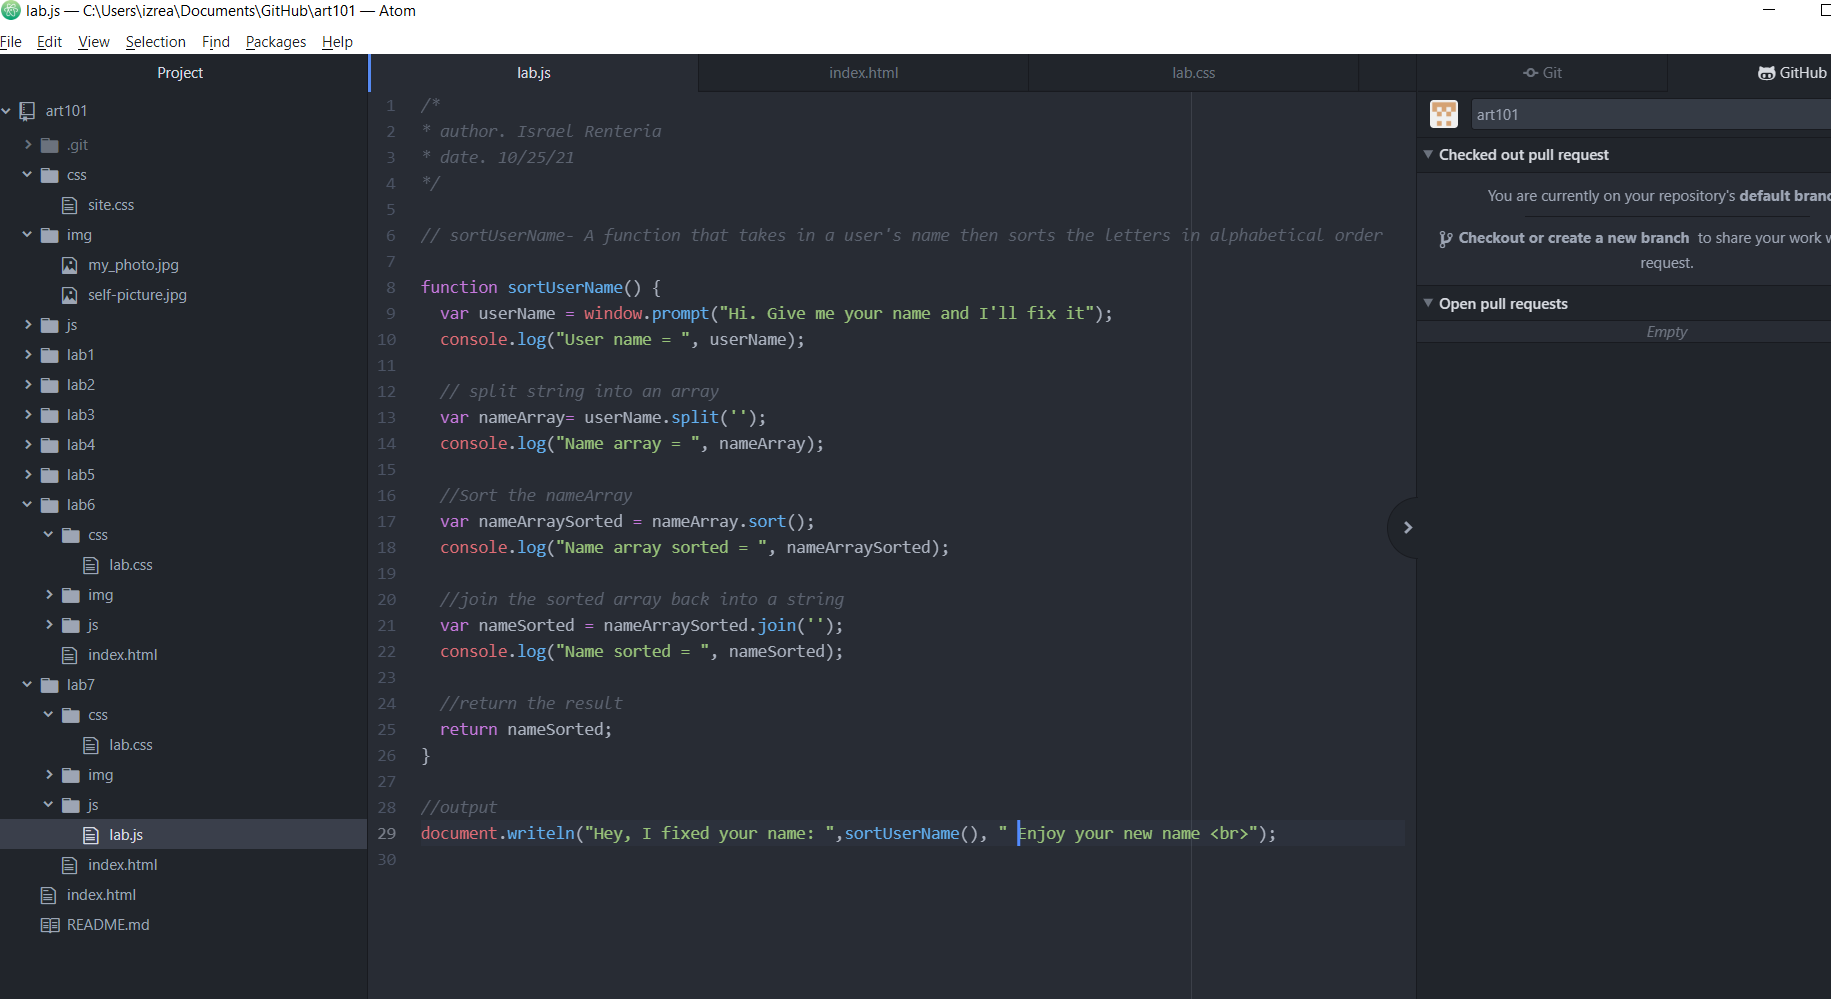 lab.js — C:\Users\izrea\Documents\GitHub\art101 — Atom
File Edit View Selection Find Packages Help
Project
art101
.git
css
site.css
img
my_photo.jpg
self-picture.jpg
js
lab1
lab2
lab3
lab4
lab5
lab6
css
lab.css
img
js
index.html
lab7
css
lab.css
img
js
lab.js
index.html
index.html
README.md
lab.js index.html lab.css
1 /*
2 * author. Israel Renteria
3 * date. 10/25/21
4 */
5
6 // sortUserName- A function that takes in a user's name then sorts the letters in alphabetical order
7
8 function sortUserName() {
9 var userName = window.prompt("Hi. Give me your name and I'll fix it");
10 console.log("User name = ", userName);
11
12 // split string into an array
13 var nameArray= userName.split('');
14 console.log("Name array = ", nameArray);
15
16 //Sort the nameArray
17 var nameArraySorted = nameArray.sort();
18 console.log("Name array sorted = ", nameArraySorted);
19
20 //join the sorted array back into a string
21 var nameSorted = nameArraySorted.join('');
22 console.log("Name sorted = ", nameSorted);
23
24 //return the result
25 return nameSorted;
26 }
27
28 //output
29 document.writeln("Hey, I fixed your name: ",sortUserName(), " Enjoy your new name <br>");
30
Git GitHub
art101
Checked out pull request
You are currently on your repository's default branc
Checkout or create a new branch to share your work w
request.
Open pull requests
Empty